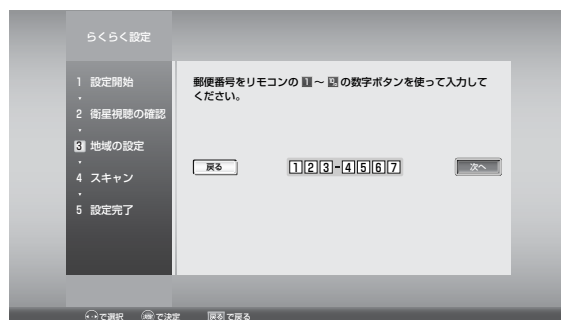 らくらく設定
1 設定開始
2 衛星視聴の確認
3 地域の設定
4 スキャン
5 設定完了
郵便番号をリモコンの 1 ～ の数字ボタンを使って入力して
ください。
戻る 123-4567 次へ
で選択 で決定 戻る で戻る